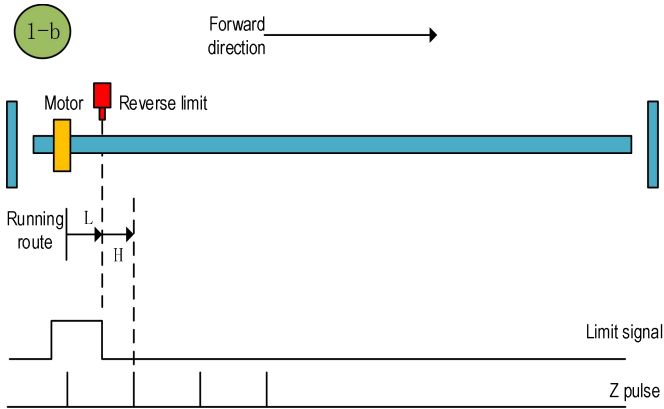 1-b
Forward
direction
Motor
Reverse limit
Running
route
L
H
Limit signal
Z pulse